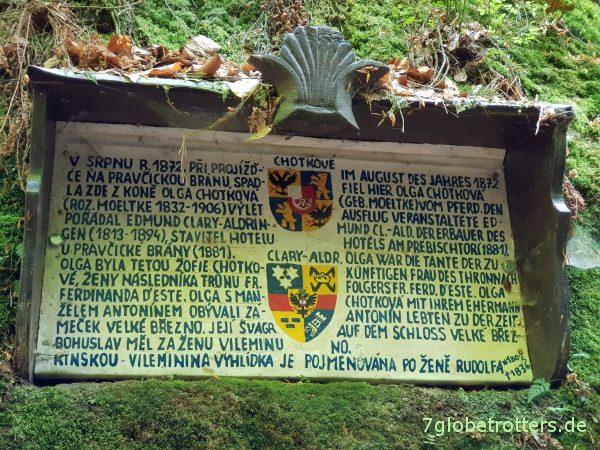 V SRPNU R. 1872, PŘI PROJÍŽĎ-
CE NA PRAVČICKOU BRÁNU SPAD-
LA ZDE Z KONĚ OLGA CHOTKOVÁ
(ROZ. MOELTKE 1832-1906) VÝLET
POŘÁDAL EDMUND CLARY-ALDRIN-
GEN (1813-1894), STAVITEL HOTELU
U PRAVČICKÉ BRÁNY (1881).
OLGA BYLA TETOU ŽOFIE CHOTKO-
VÉ, ŽENY NÁSLEDNÍKA TRŮNU FR.
FERDINANDA D'ESTE. OLGA S MAN-
ŽELEM ANTONÍNEM OBÝVALI ZÁ-
MEČEK VELKÉ BŘEZNO. JEJÍ ŠVAGR
BOHUSLAV MĚL ZA ŽENU VILEMÍNU
KINSKOU - VILEMININA VYHLÍDKA JE POJMENOVÁNA PO ŽENĚ RUDOLFA
CHOTKOVÉ
CLARY-ALDR.
IM AUGUST DES JAHRES 1872
FIEL HIER OLGA CHOTKOVÁ
(GEB. MOELTKE) VOM PFERD. DEN
AUSFLUG VERANSTALTETE ED-
MUND CL.-ALD. DER ERBAUER DES
HOTELS AM PREBISCHTOR (1881).
OLGA WAR DIE TANTE DER ZU
KÜNFTIGEN FRAU DES THRONNA
FOLGERS FR. FERD. D'ESTE. OLGA
CHOTKOVÁ MIT IHREM EHEMANN
ANTONÍN LEBTEN ZU DER ZEIT
AUF DEM SCHLOSS VELKÉ BŘEZ-
NO.
† 1836
7globetrotters.de